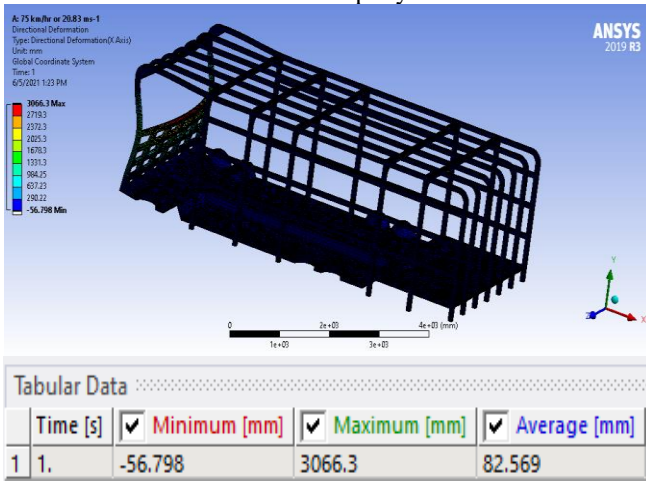 A: 75 km/hr or 20.83 ms-1
Directional Deformation
Type: Directional Deformation(X Axis)
Unit: mm
Global Coordinate System
Time: 1
6/5/2021 1:23 PM
3066.3 Max
2719.3
2372.3
2025.3
1678.3
1331.3
984.25
637.23
290.22
-56.798 Min
ANSYS
2019 R3
Y
Z
X
0 2e+03 4e+03 (mm)
1e+03 3e+03
Tabular Data
Time [s] Minimum [mm] Maximum [mm] Average [mm]
1 1. -56.798 3066.3 82.569